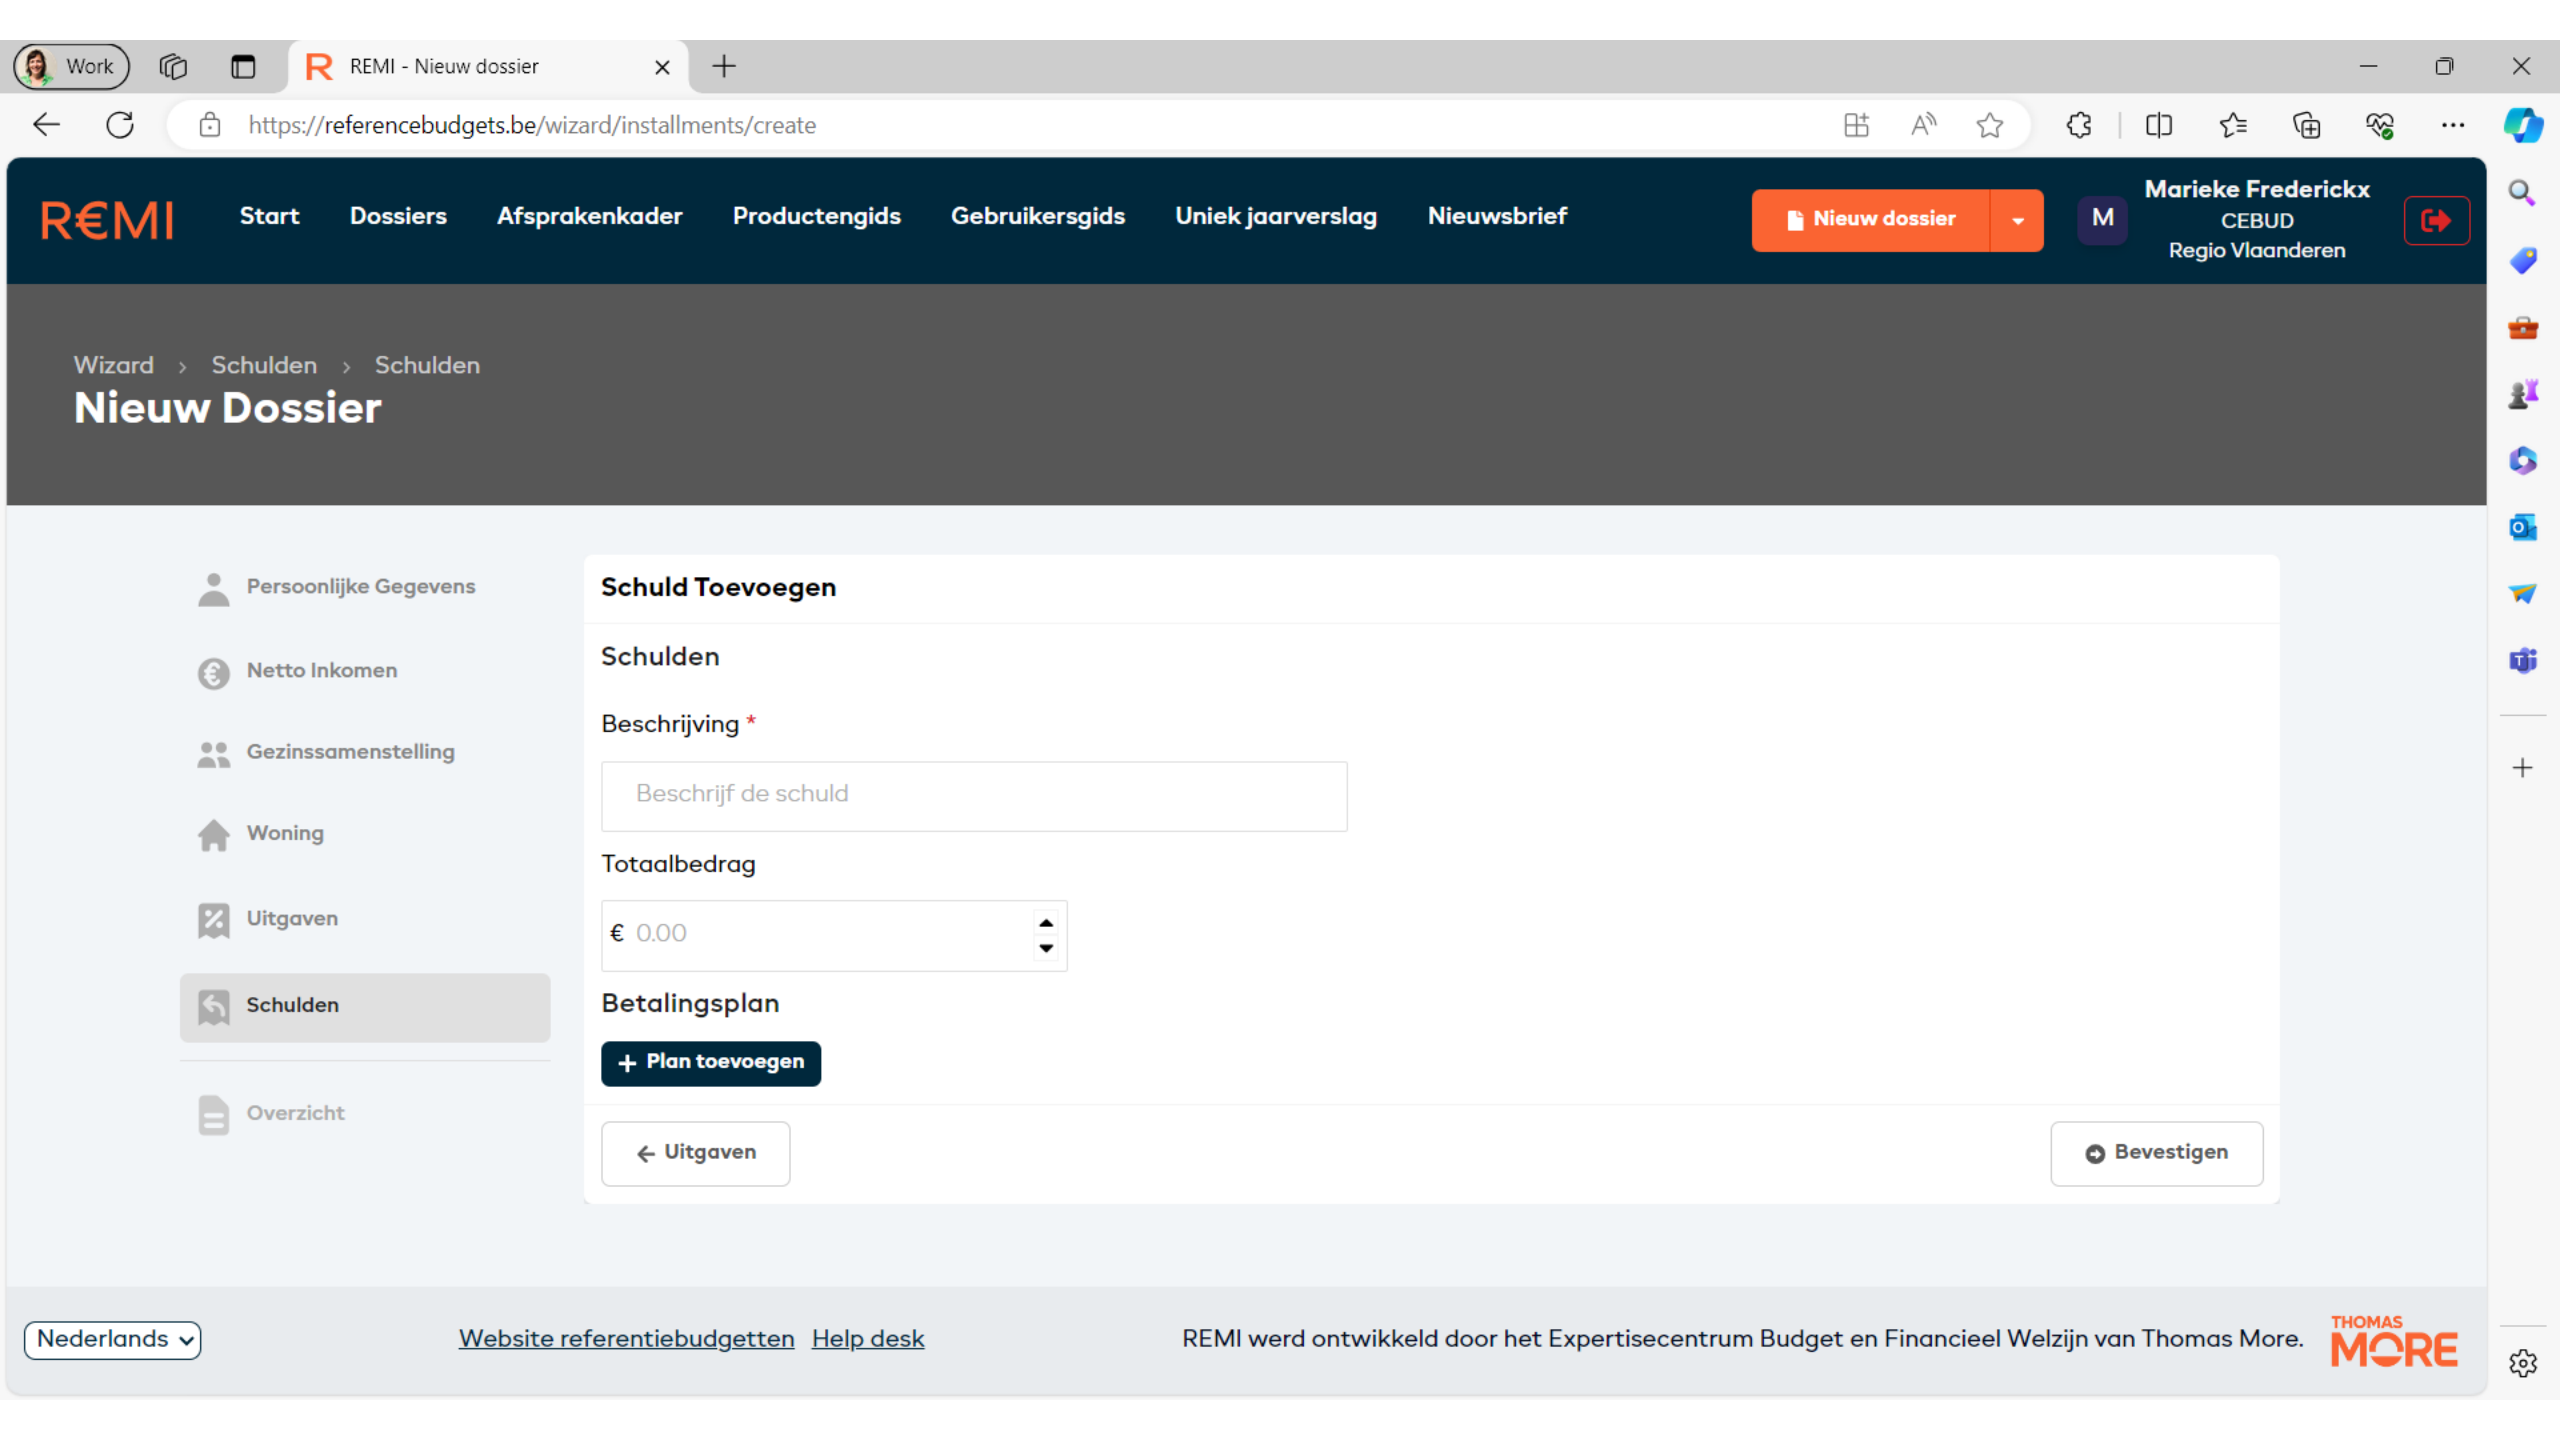 Work
REMI - Nieuw dossier
https://referencebudgets.be/wizard/installments/create
R€MI
Start
Dossiers
Afsprakenkader
Productengids
Gebruikersgids
Uniek jaarverslag
Nieuwsbrief
Nieuw dossier
M
Marieke Frederickx
CEBUD
Regio Vlaanderen
Wizard > Schulden > Schulden
Nieuw Dossier
Persoonlijke Gegevens
Netto Inkomen
Gezinssamenstelling
Woning
Uitgaven
Schulden
Overzicht
Schuld Toevoegen
Schulden
Beschrijving *
Beschrijf de schuld
Totaalbedrag
€ 0.00
Betalingsplan
+ Plan toevoegen
← Uitgaven
Bevestigen
Nederlands
Website referentiebudgetten
Help desk
REMI werd ontwikkeld door het Expertisecentrum Budget en Financieel Welzijn van Thomas More.
THOMAS
MORE